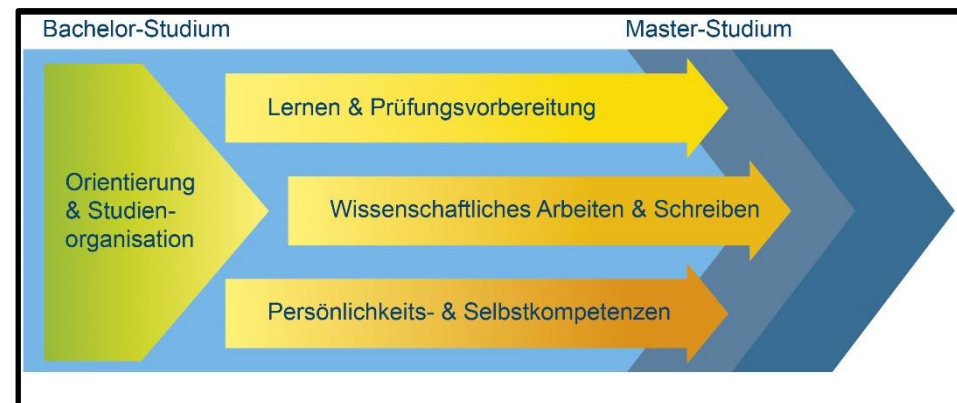 Bachelor-Studium
Master-Studium
Lernen & Prüfungsvorbereitung
Orientierung
& Studien-
organisation
Wissenschaftliches Arbeiten & Schreiben
Persönlichkeits- & Selbstkompetenzen